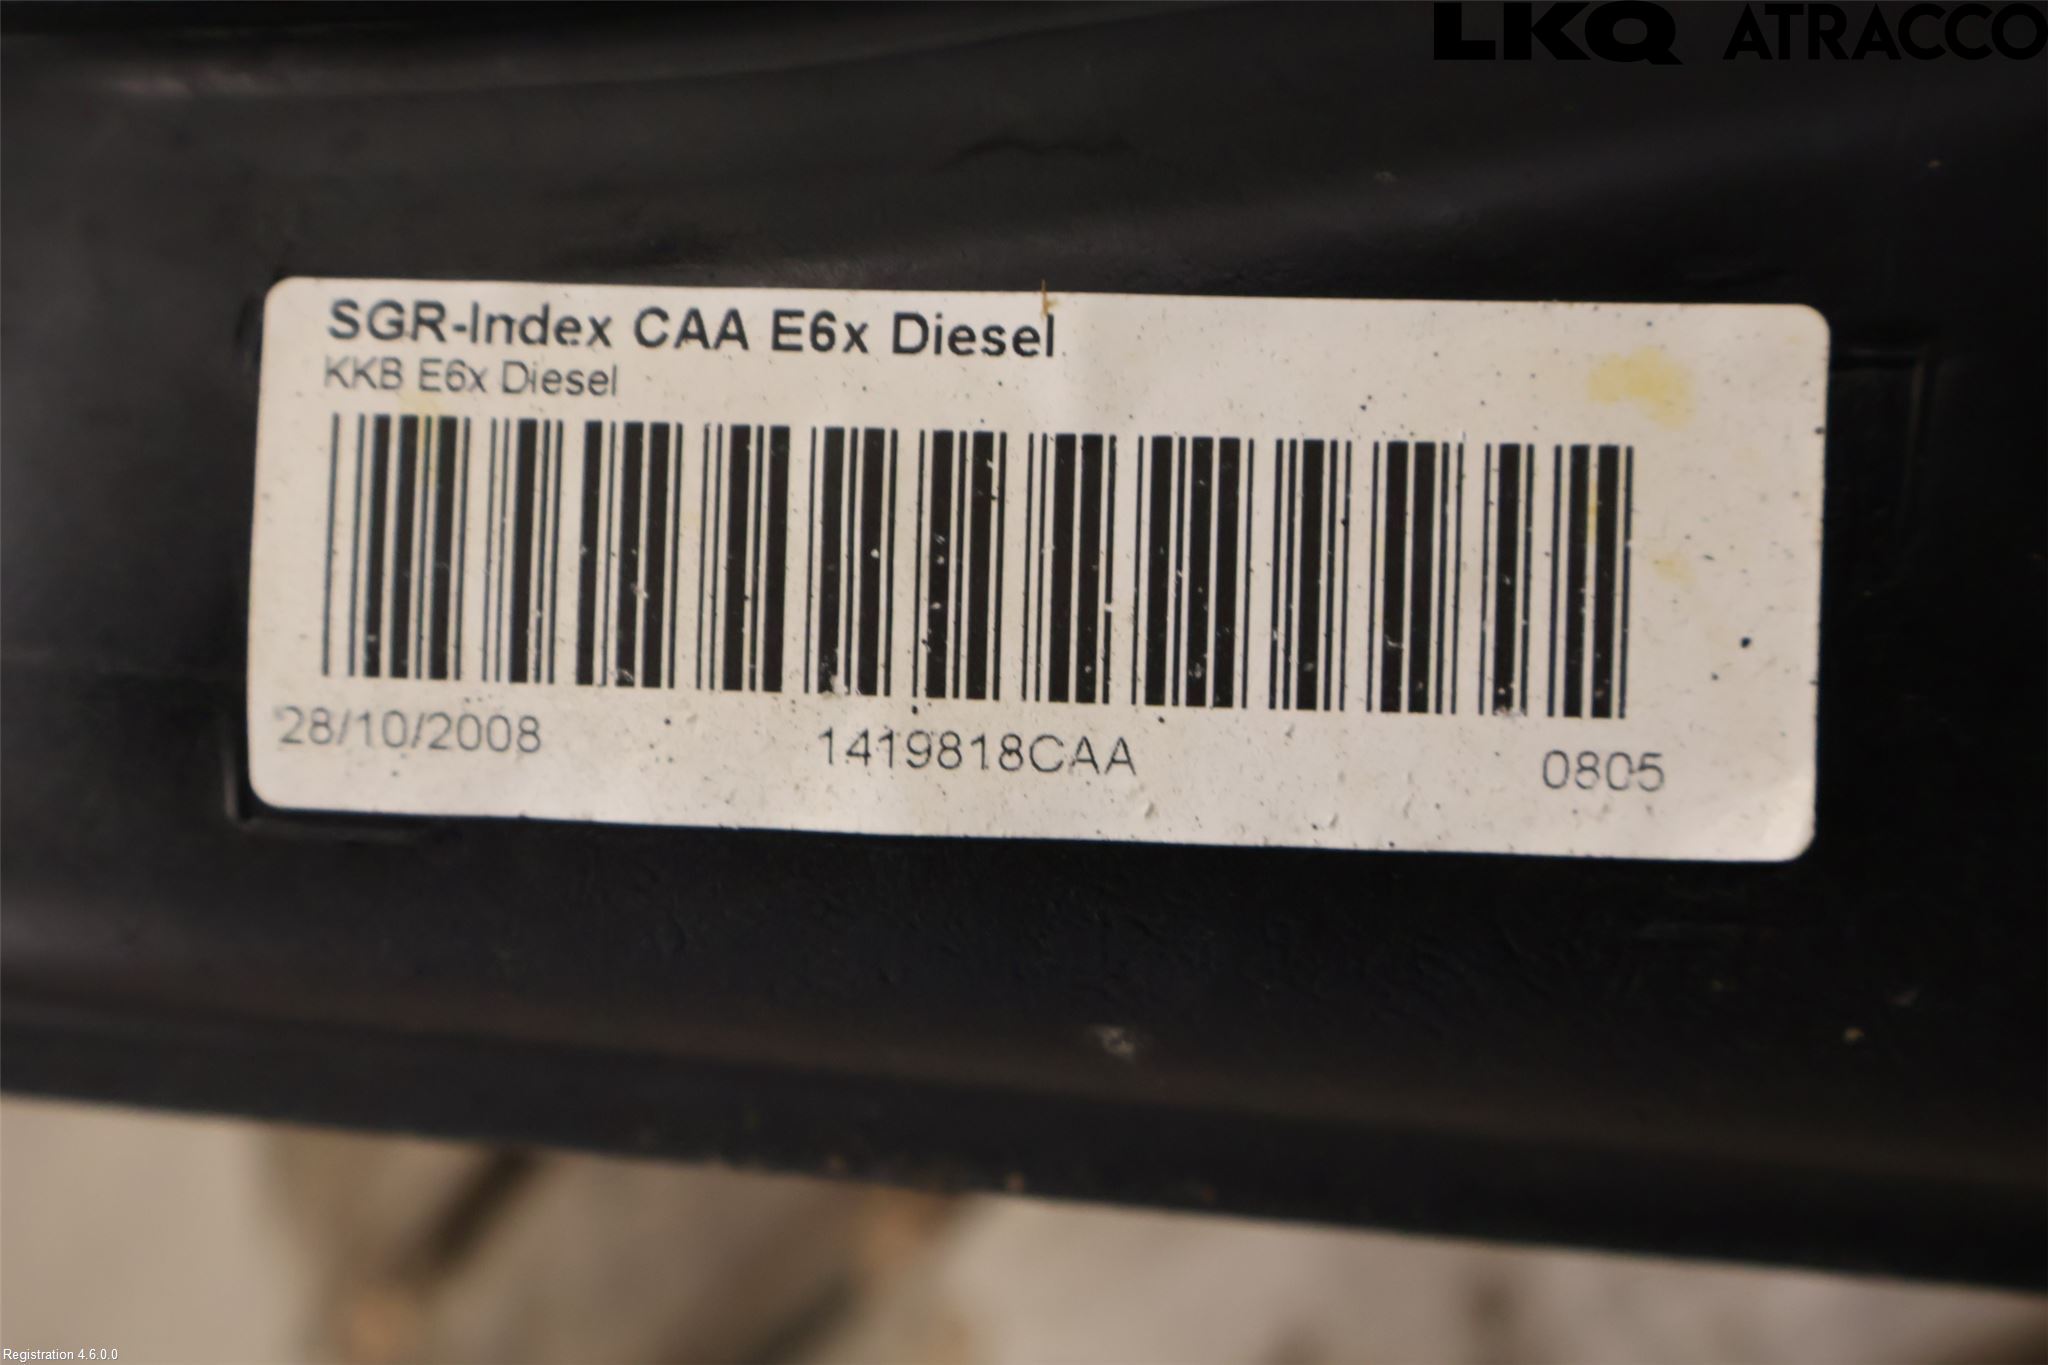 LKQ ATRACCO
SGR-Index CAA E6x Diesel
KKB E6x Diesel
28/10/2008 1419818CAA 0805
Registration 4.6.0.0